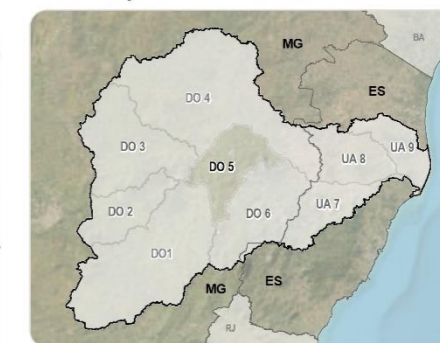 BA
MG
ES
DO 4
DO 3
DO 5
UA 8
UA 9
DO 2
DO 6
UA 7
DO1
MG
ES
RJ